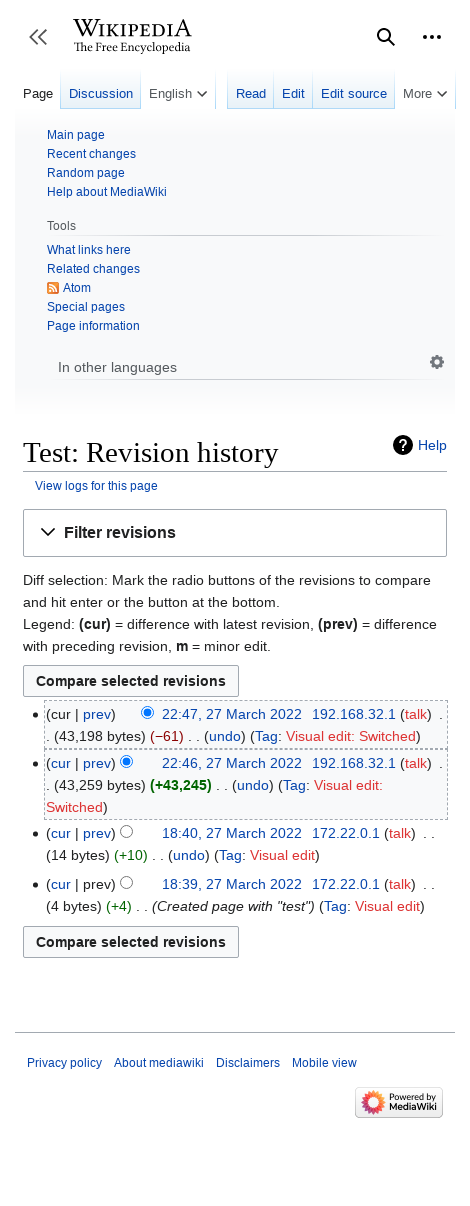 WIKIPEDIA
The Free Encyclopedia
Page Discussion English Read Edit Edit source More
Main page
Recent changes
Random page
Help about MediaWiki
Tools
What links here
Related changes
Atom
Special pages
Page information
In other languages
Test: Revision history
Help
View logs for this page
Filter revisions
Diff selection: Mark the radio buttons of the revisions to compare
and hit enter or the button at the bottom.
Legend: (cur) = difference with latest revision, (prev) = difference
with preceding revision, m = minor edit.
Compare selected revisions
(cur | prev) 22:47, 27 March 2022 192.168.32.1 (talk) .
. (43,198 bytes) (−61) . . (undo) (Tag: Visual edit: Switched)
(cur | prev) 22:46, 27 March 2022 192.168.32.1 (talk) .
. (43,259 bytes) (+43,245) . . (undo) (Tag: Visual edit:
Switched)
(cur | prev) 18:40, 27 March 2022 172.22.0.1 (talk) . .
(14 bytes) (+10) . . (undo) (Tag: Visual edit)
(cur | prev) 18:39, 27 March 2022 172.22.0.1 (talk) . .
(4 bytes) (+4) . . (Created page with "test") (Tag: Visual edit)
Compare selected revisions
Privacy policy About mediawiki Disclaimers Mobile view
Powered by
MediaWiki